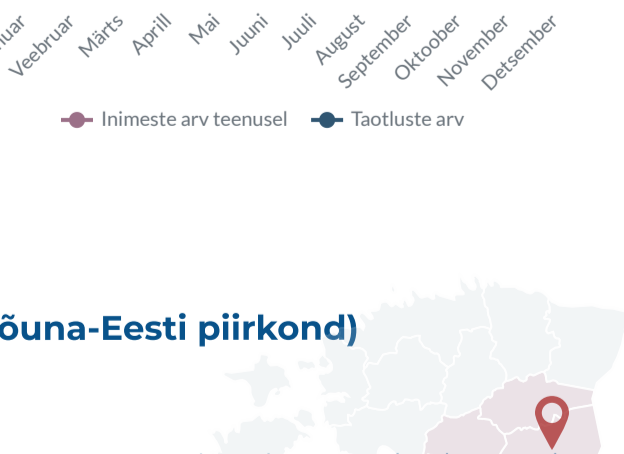 Veebruar Märts Aprill Mai Juuni Juuli August September Oktoober November Detsember
Inimeste arv teenusel Taotluste arv
õuna-Eesti piirkond)